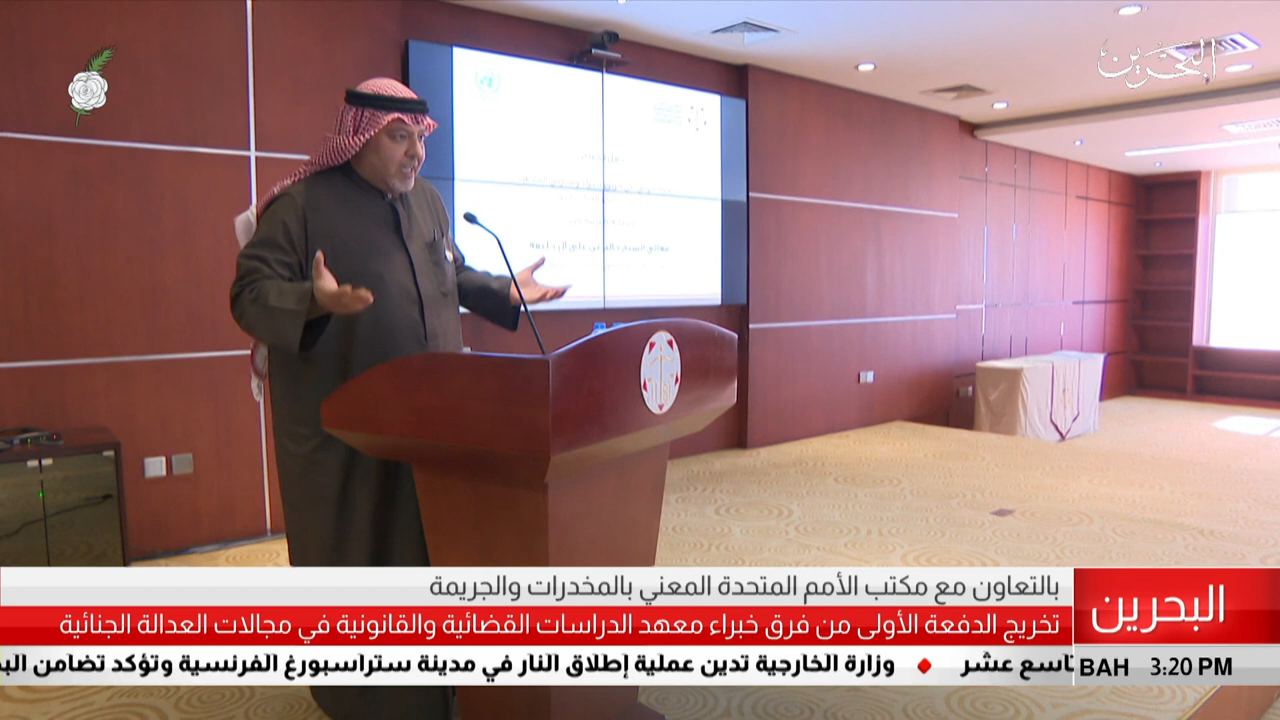 البحرين
بالتعاون مع مكتب الأمم المتحدة المعني بالمخدرات والجريمة
البحرين
تخريج الدفعة الأولى من فرق خبراء معهد الدراسات القضائية والقانونية في مجالات العدالة الجنائية
عشر ♦ وزارة الخارجية تدين عملية إطلاق النار في مدينة ستراسبورغ الفرنسية وتؤكد تضامن
BAH 3:20 PM